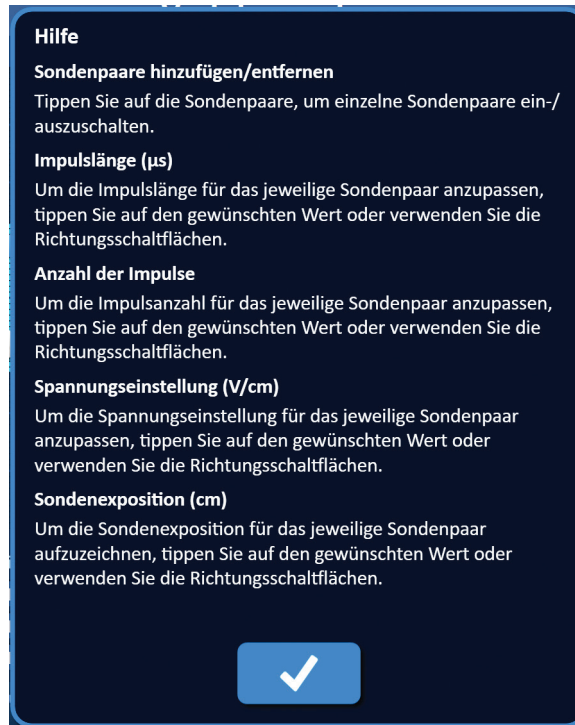 Hilfe
Sondenpaare hinzufügen/entfernen
Tippen Sie auf die Sondenpaare, um einzelne Sondenpaare ein-/
auszuschalten.
Impulslänge (µs)
Um die Impulslänge für das jeweilige Sondenpaar anzupassen,
tippen Sie auf den gewünschten Wert oder verwenden Sie die
Richtungsschaltflächen.
Anzahl der Impulse
Um die Impulsanzahl für das jeweilige Sondenpaar anzupassen,
tippen Sie auf den gewünschten Wert oder verwenden Sie die
Richtungsschaltflächen.
Spannungseinstellung (V/cm)
Um die Spannungseinstellung für das jeweilige Sondenpaar
anzupassen, tippen Sie auf den gewünschten Wert oder
verwenden Sie die Richtungsschaltflächen.
Sondenexposition (cm)
Um die Sondenexposition für das jeweilige Sondenpaar
aufzuzeichnen, tippen Sie auf den gewünschten Wert oder
verwenden Sie die Richtungsschaltflächen.